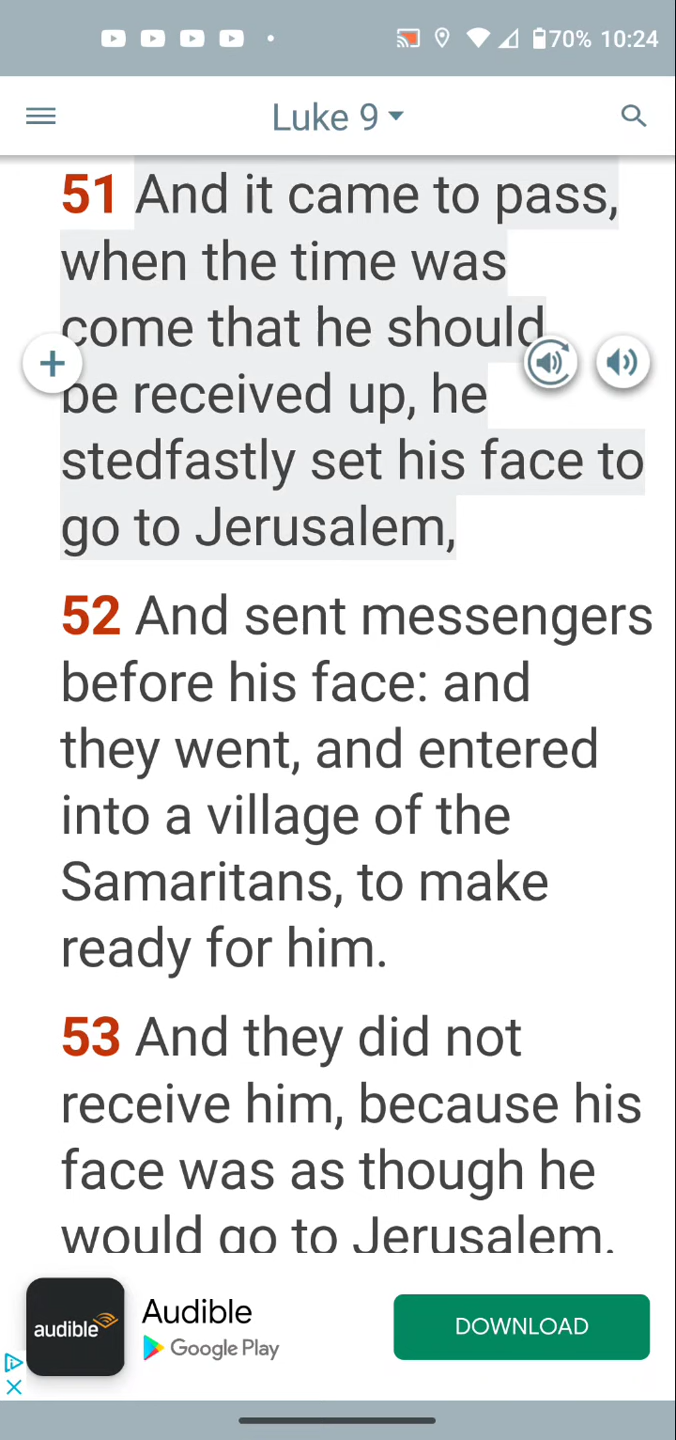 70% 10:24
Luke 9
51 And it came to pass,
when the time was
come that he should
be received up, he
stedfastly set his face to
go to Jerusalem,
52 And sent messengers
before his face: and
they went, and entered
into a village of the
Samaritans, to make
ready for him.
53 And they did not
receive him, because his
face was as though he
would go to Jerusalem.
audible
Audible
Google Play
DOWNLOAD